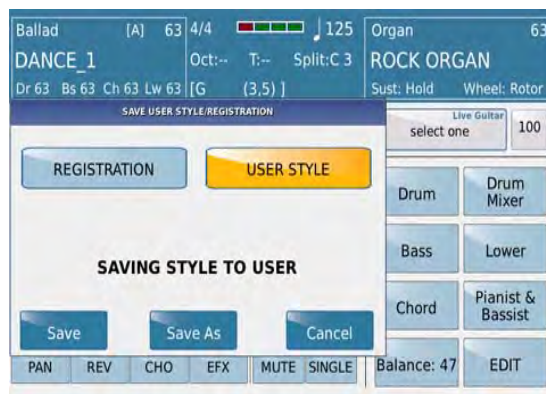 Ballad [A] 63 4/4 125 Organ 63
DANCE_1 Oct:-- T:-- Split:C 3 ROCK ORGAN
Dr 63 Bs 63 Ch 63 Lw 63 [G (3,5) ] Sust: Hold Wheel: Rotor
SAVE USER STYLE/REGISTRATION
REGISTRATION USER STYLE
SAVING STYLE TO USER
Save Save As Cancel
Live Guitar
select one 100
Drum Drum
Mixer
Bass Lower
Chord Pianist &
Bassist
PAN REV CHO EFX MUTE SINGLE Balance: 47 EDIT